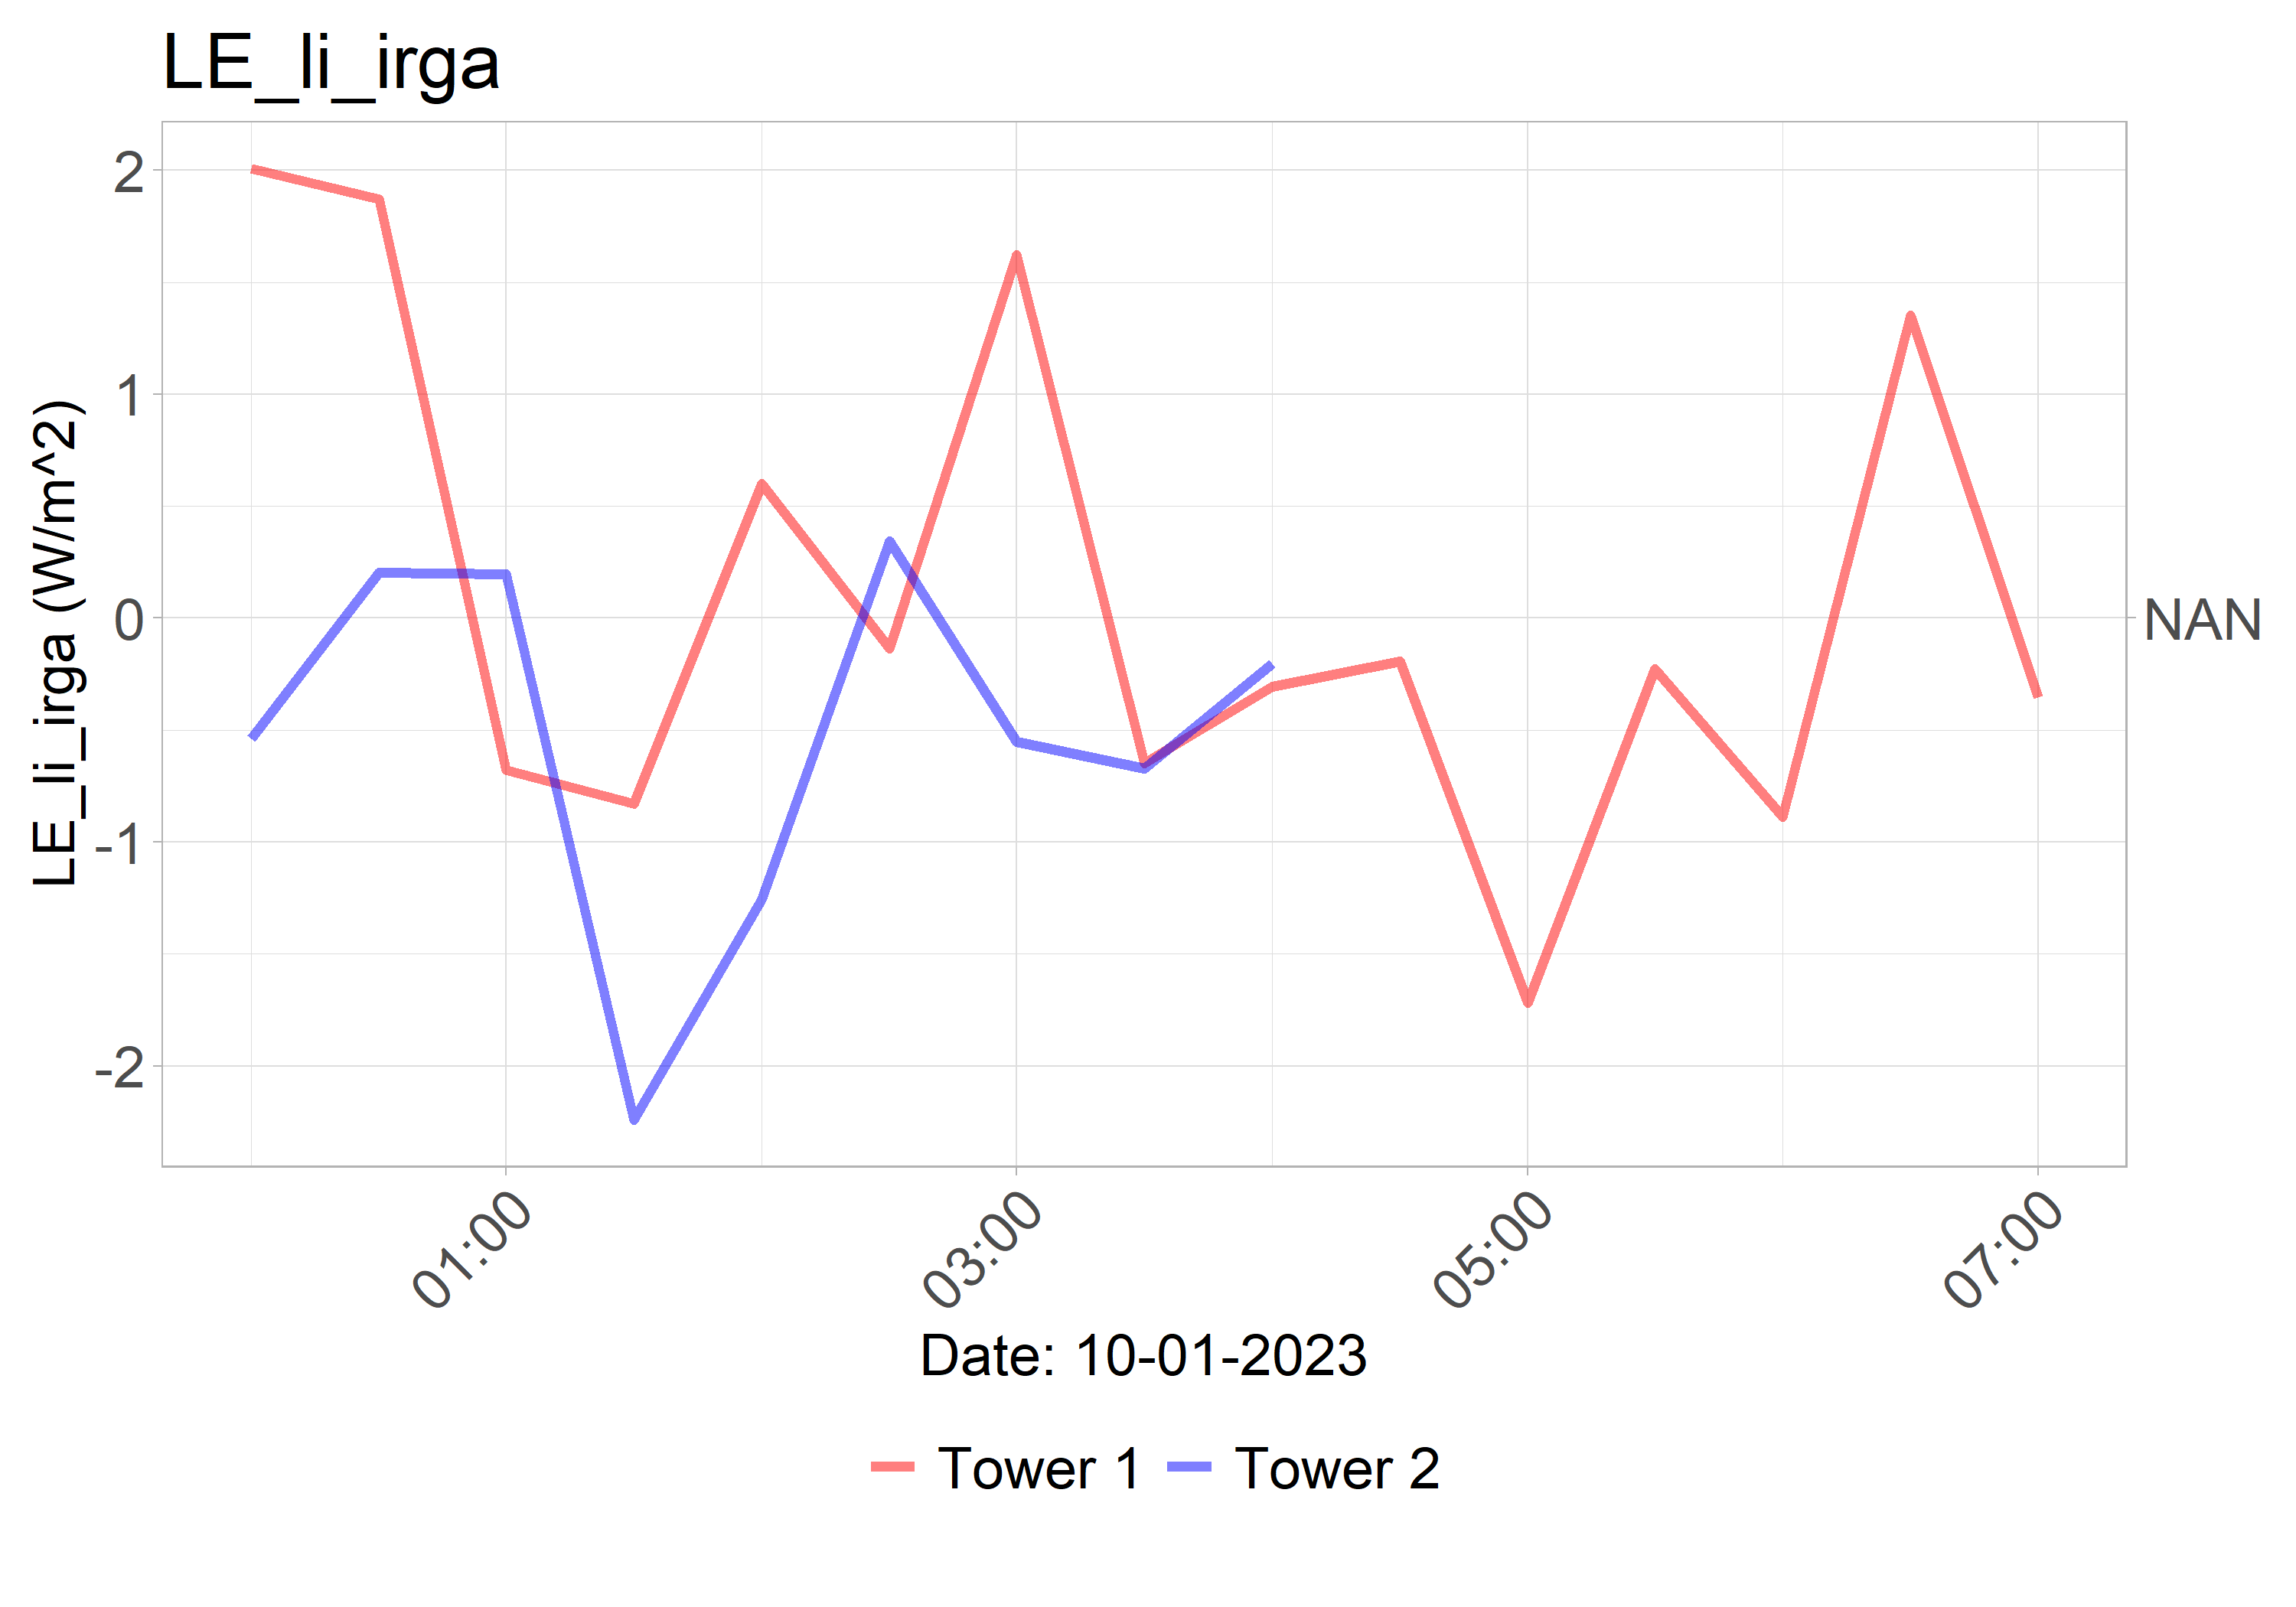 LE_li_irga
LE_li_irga (W/m^2)
2
1
0
-1
-2
NAN
01:00
03:00
05:00
07:00
Date: 10-01-2023
Tower 1
Tower 2